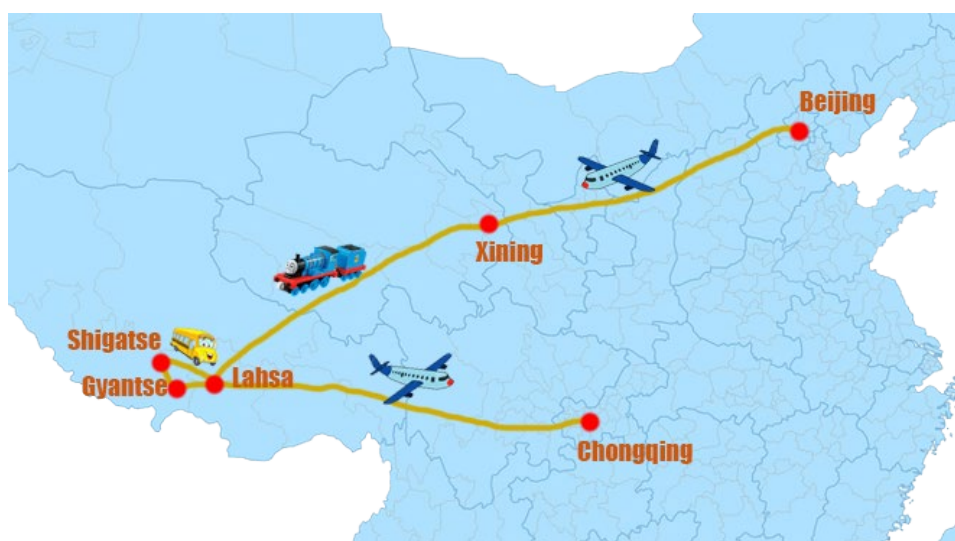 Beijing
Xining
Shigatse
Gyantse
Lahsa
Chongqing